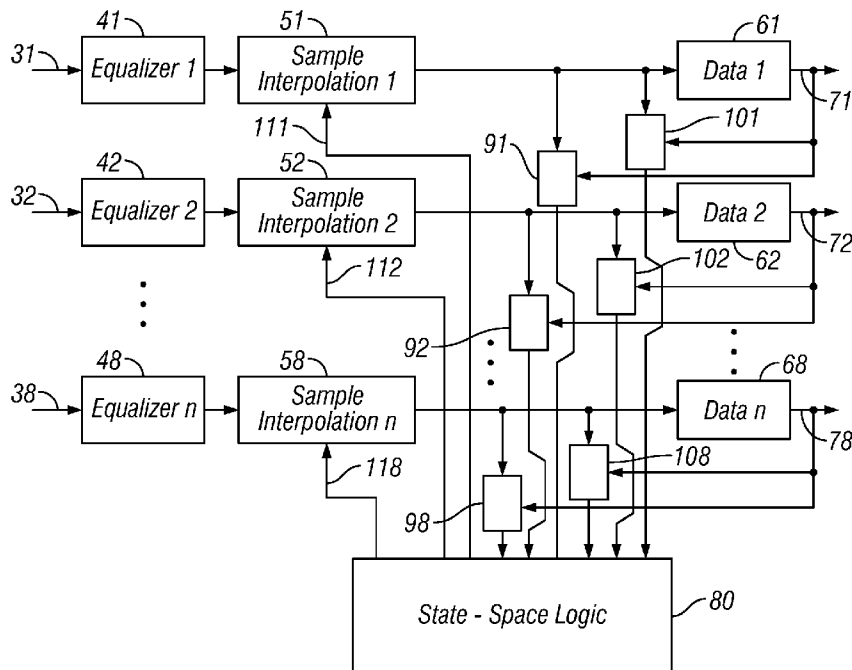 41
51
61
31
Equalizer 1
Sample
Interpolation 1
Data 1
71
111
91
101
42
52
32
Equalizer 2
Sample
Interpolation 2
Data 2
72
62
112
102
92
48
58
68
38
Equalizer n
Sample
Interpolation n
Data n
78
118
108
98
State - Space Logic
80